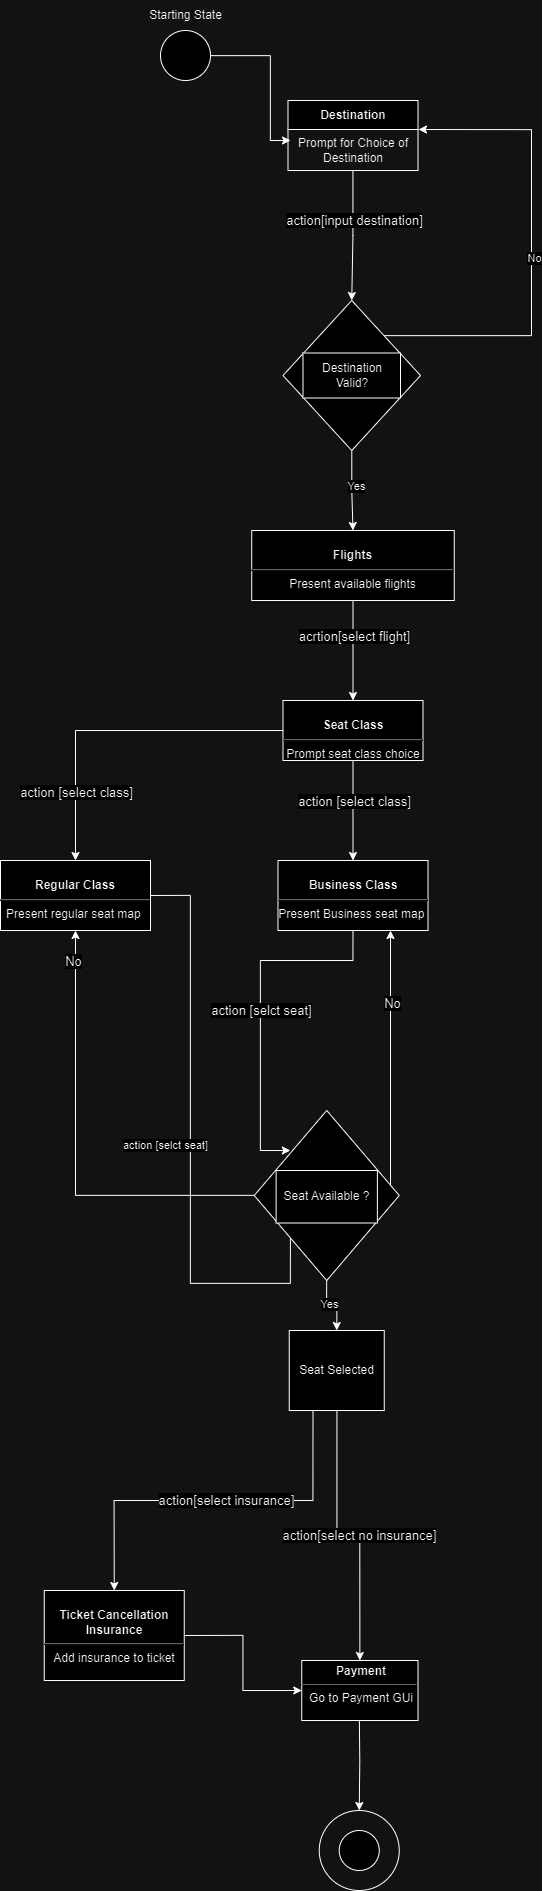 Starting State
Destination
Prompt for Choice of
Destination
action[input destination]
No
Destination
Valid?
Yes
Flights
Present available flights
acrtion[select flight]
Seat Class
Prompt seat class choice
action [select class]
action [select class]
Regular Class
Present regular seat map
Business Class
Present Business seat map
No
No
action [selct seat]
action [selct seat]
Seat Available ?
Yes
Seat Selected
action[select insurance]
action[select no insurance]
Ticket Cancellation
Insurance
Add insurance to ticket
Payment
Go to Payment GUi